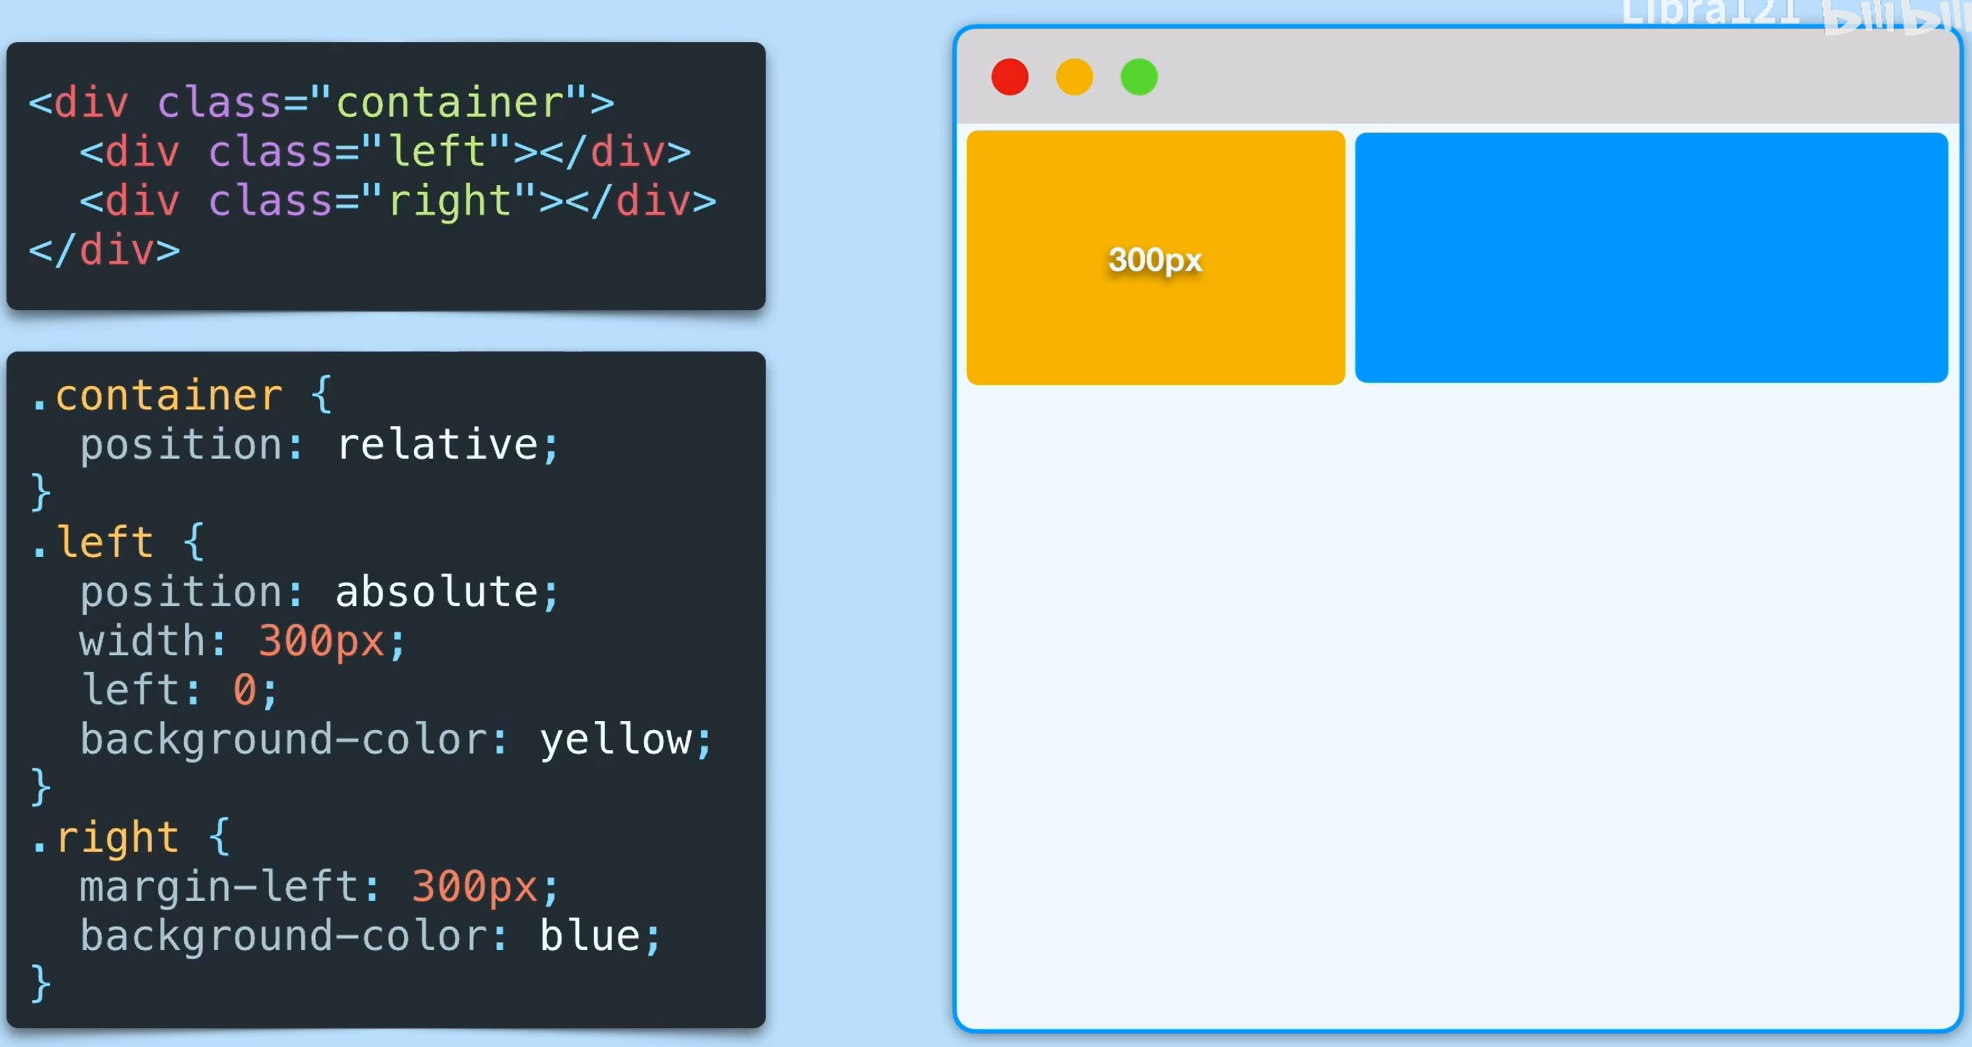 Libra121 bilibili
<div class="container">
  <div class="left"></div>
  <div class="right"></div>
</div>
.container {
  position: relative;
}
.left {
  position: absolute;
  width: 300px;
  left: 0;
  background-color: yellow;
}
.right {
  margin-left: 300px;
  background-color: blue;
}
300px